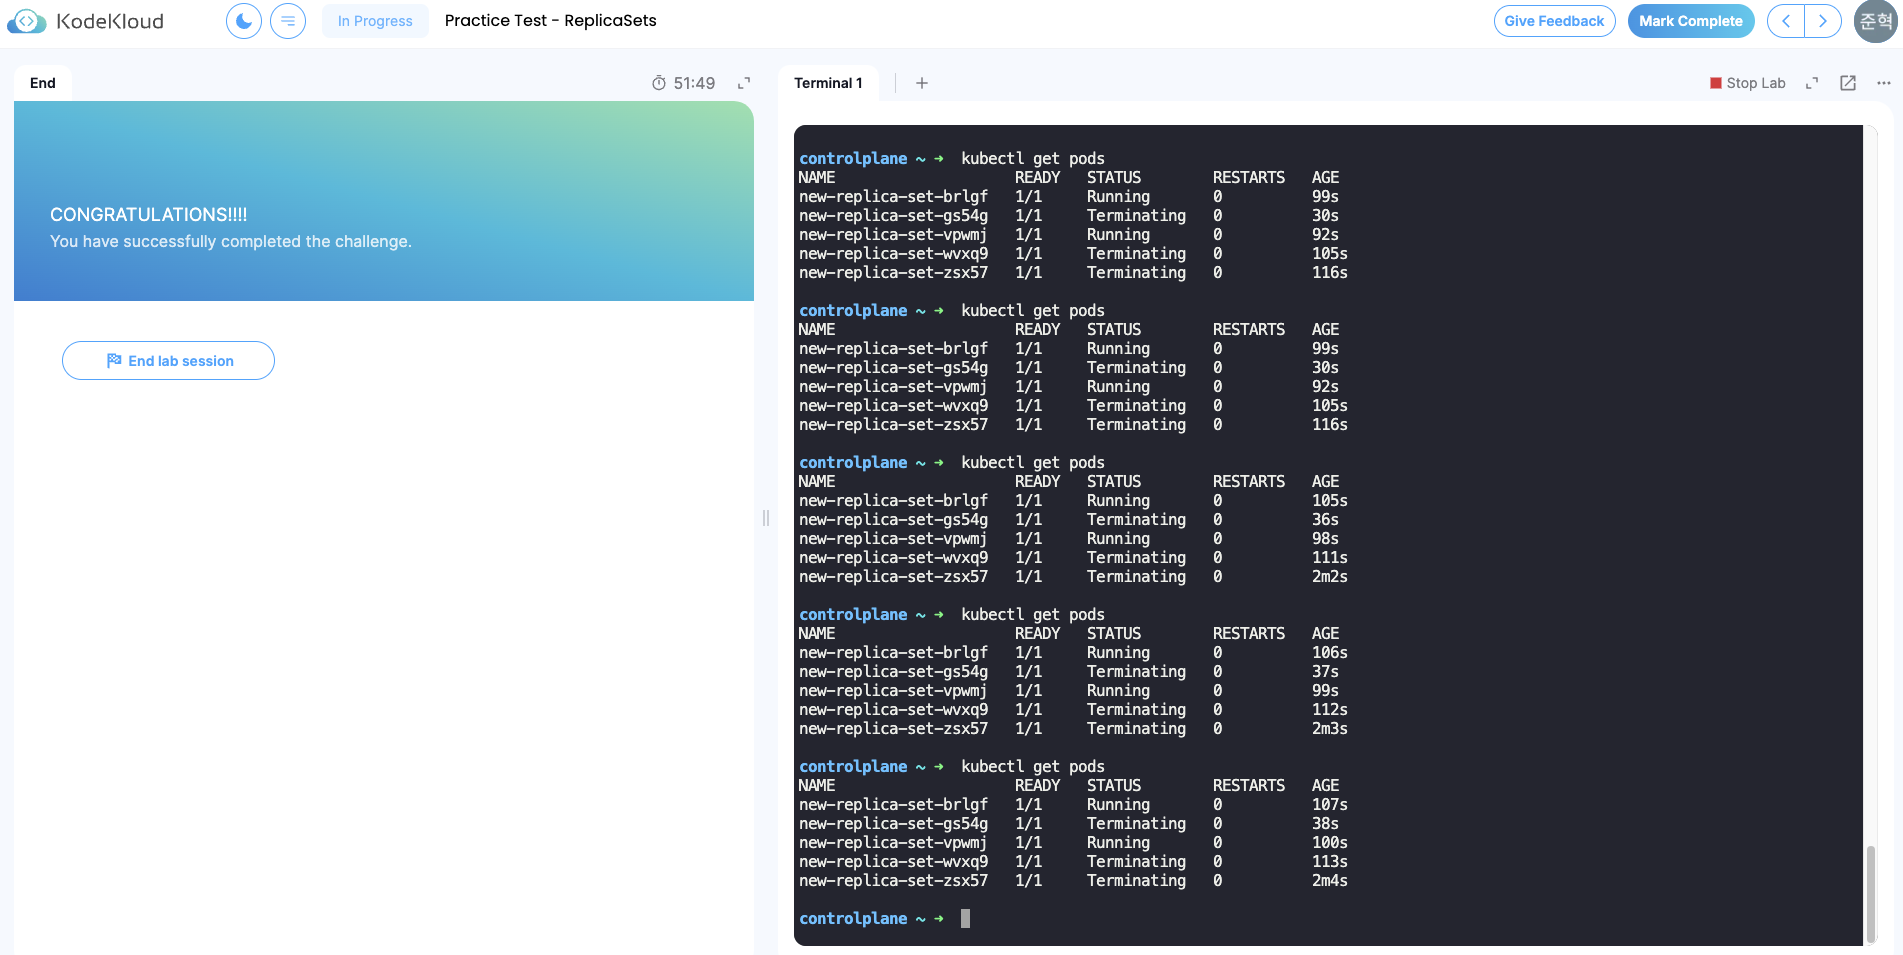 KodeKloud
In Progress
Practice Test - ReplicaSets
Give Feedback
Mark Complete
준혁
End
51:49
CONGRATULATIONS!!!!
You have successfully completed the challenge.
End lab session
Terminal 1
Stop Lab
controlplane ~ ➜  kubectl get pods
NAME                    READY   STATUS        RESTARTS   AGE
new-replica-set-brlgf   1/1     Running       0          99s
new-replica-set-gs54g   1/1     Terminating   0          30s
new-replica-set-vpwmj   1/1     Running       0          92s
new-replica-set-wvxq9   1/1     Terminating   0          105s
new-replica-set-zsx57   1/1     Terminating   0          116s
controlplane ~ ➜  kubectl get pods
NAME                    READY   STATUS        RESTARTS   AGE
new-replica-set-brlgf   1/1     Running       0          99s
new-replica-set-gs54g   1/1     Terminating   0          30s
new-replica-set-vpwmj   1/1     Running       0          92s
new-replica-set-wvxq9   1/1     Terminating   0          105s
new-replica-set-zsx57   1/1     Terminating   0          116s
controlplane ~ ➜  kubectl get pods
NAME                    READY   STATUS        RESTARTS   AGE
new-replica-set-brlgf   1/1     Running       0          105s
new-replica-set-gs54g   1/1     Terminating   0          36s
new-replica-set-vpwmj   1/1     Running       0          98s
new-replica-set-wvxq9   1/1     Terminating   0          111s
new-replica-set-zsx57   1/1     Terminating   0          2m2s
controlplane ~ ➜  kubectl get pods
NAME                    READY   STATUS        RESTARTS   AGE
new-replica-set-brlgf   1/1     Running       0          106s
new-replica-set-gs54g   1/1     Terminating   0          37s
new-replica-set-vpwmj   1/1     Running       0          99s
new-replica-set-wvxq9   1/1     Terminating   0          112s
new-replica-set-zsx57   1/1     Terminating   0          2m3s
controlplane ~ ➜  kubectl get pods
NAME                    READY   STATUS        RESTARTS   AGE
new-replica-set-brlgf   1/1     Running       0          107s
new-replica-set-gs54g   1/1     Terminating   0          38s
new-replica-set-vpwmj   1/1     Running       0          100s
new-replica-set-wvxq9   1/1     Terminating   0          113s
new-replica-set-zsx57   1/1     Terminating   0          2m4s
controlplane ~ ➜